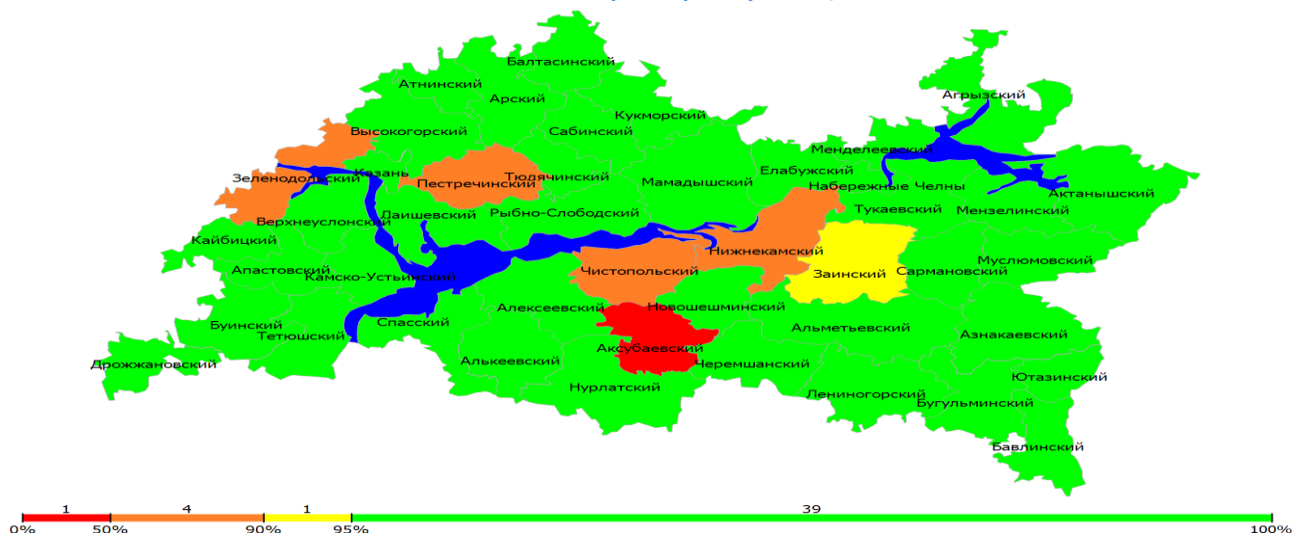 Балтасинский
Атнинский
Агрызский
Арский
Кукморский
Высокогорский
Сабинский
Менделеевский
Казань
Елабужский
Зеленодольский
Тюлячинский
Пестречинский
Мамадышский
Набережные Челны
Актанышский
Лаишевский
Рыбно-Слободский
Тукаевский
Мензелинский
Верхнеуслонский
Кайбицкий
Нижнекамский
Муслюмовский
Апастовский
Чистопольский
Камско-Устьинский
Заинский
Сармановский
Алексеевский
Новошешминский
Буинский
Спасский
Альметьевский
Тетюшский
Азнакаевский
Аксубаевский
Дрожжановский
Алькеевский
Черемшанский
Ютазинский
Нурлатский
Лениногорский
Бугульминский
Бавлинский
1
4
1
39
0%
50%
90%
95%
100%